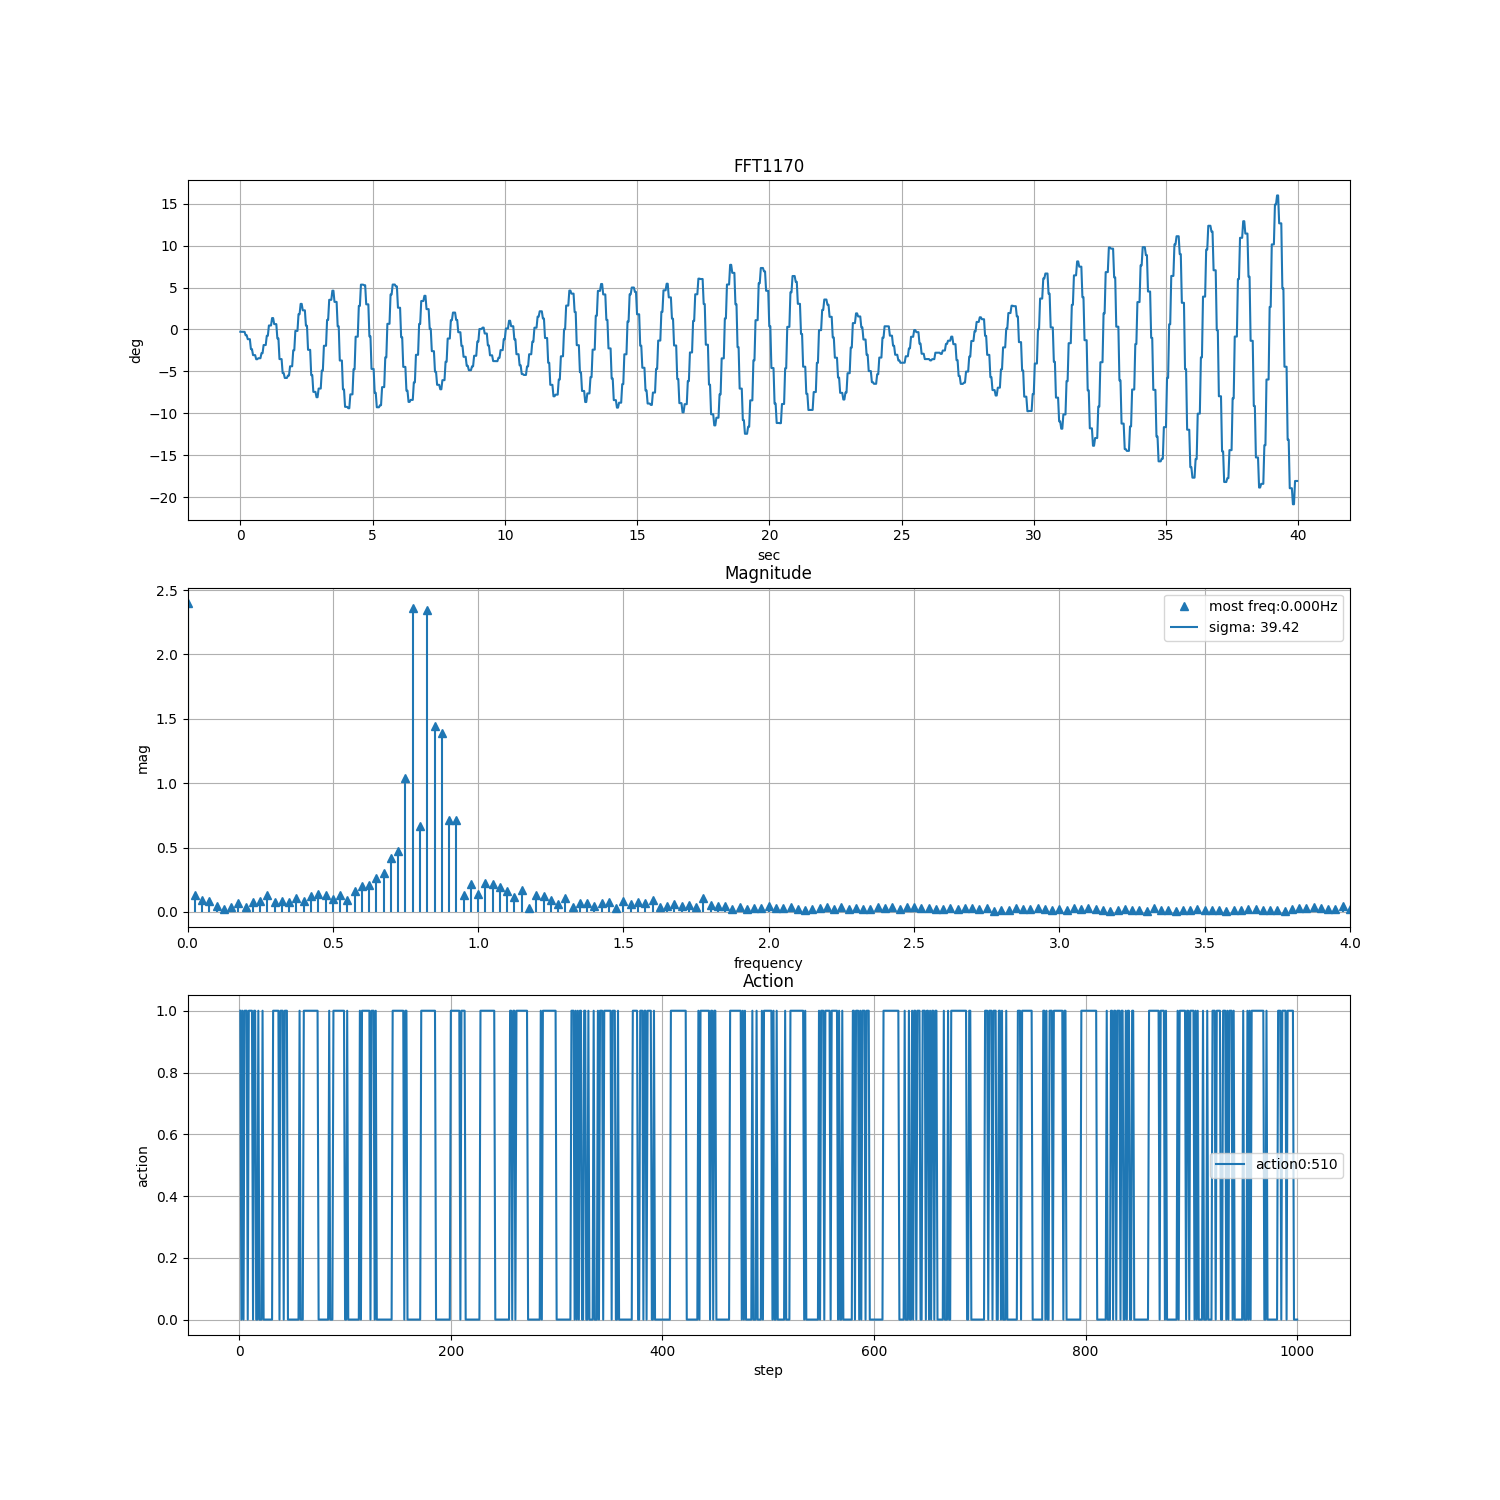 FFT1170
15
10
5
0
−5
−10
−15
−20
deg
0 5 10 15 20 25 30 35 40
sec
Magnitude
2.5
2.0
1.5
1.0
0.5
0.0
mag
most freq:0.000Hz
sigma: 39.42
0.0 0.5 1.0 1.5 2.0 2.5 3.0 3.5 4.0
frequency
Action
1.0
0.8
0.6
0.4
0.2
0.0
action
action0:510
0 200 400 600 800 1000
step